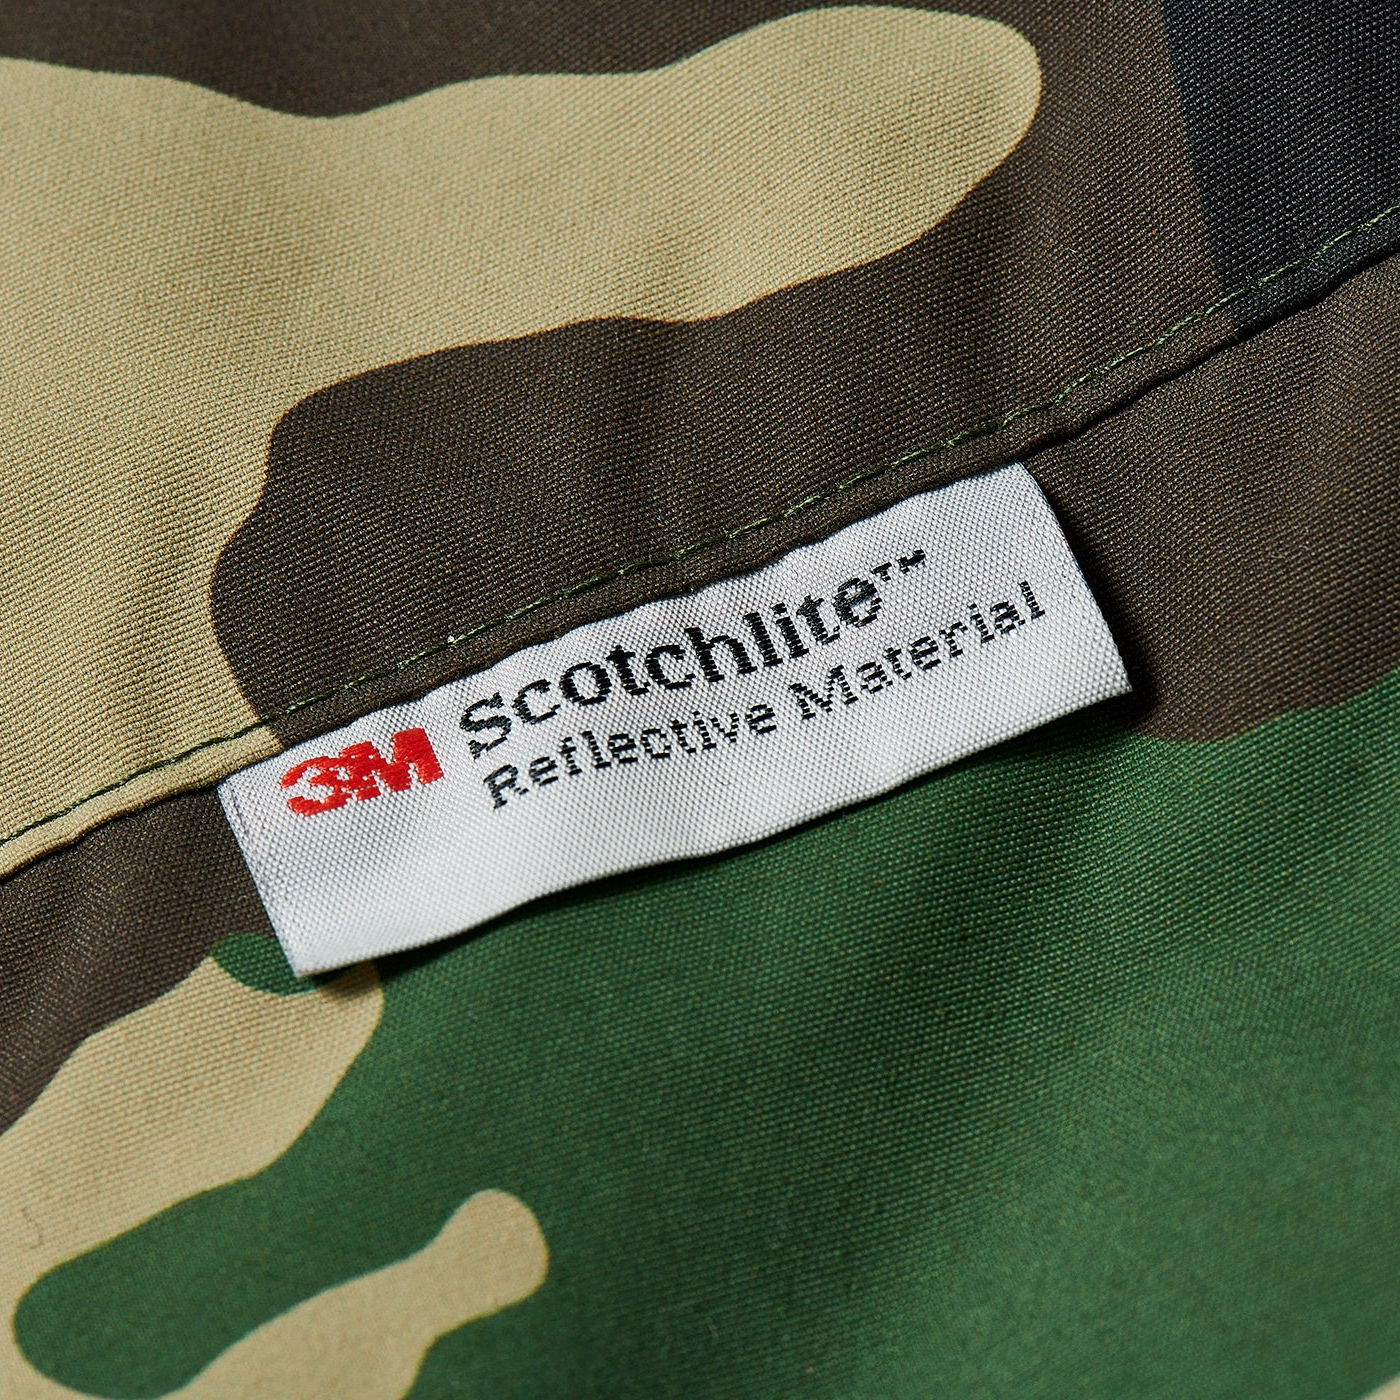 3M Scotchlite™
Reflective Material